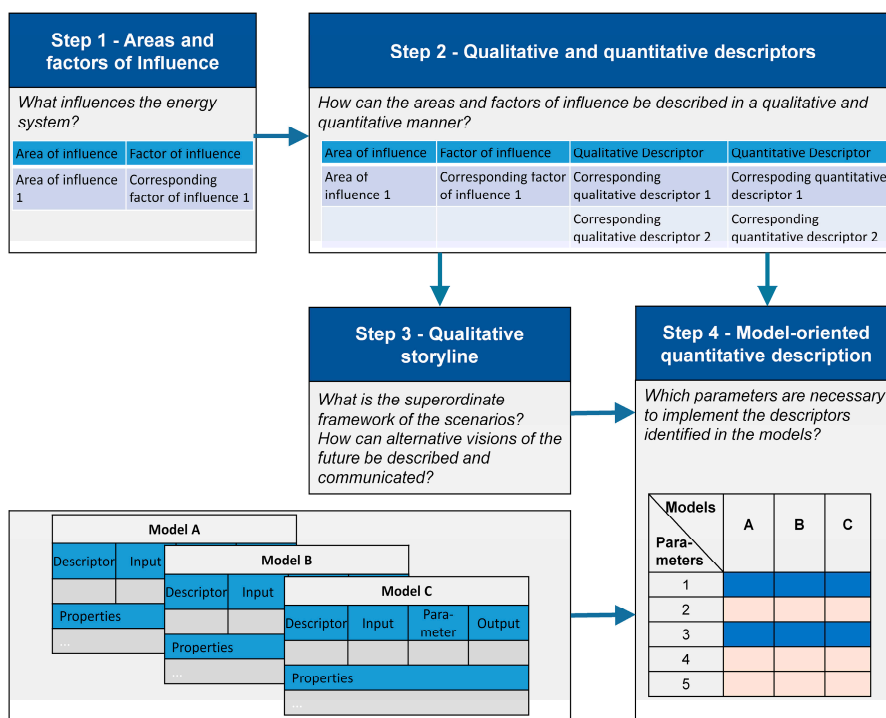 Step 1 - Areas and
factors of Influence
What influences the energy
system?
Area of influence Factor of influence
Area of influence Corresponding
1 factor of influence 1
Step 2 - Qualitative and quantitative descriptors
How can the areas and factors of influence be described in a qualitative and
quantitative manner?
Area of influence Factor of influence Qualitative Descriptor Quantitative Descriptor
Area of Corresponding factor Corresponding Correspoding quantitative
influence 1 of influence 1 qualitative descriptor 1 descriptor 1
Corresponding Corresponding
qualitative descriptor 2 quantitative descriptor 2
Step 3 - Qualitative
storyline
What is the superordinate
framework of the scenarios?
How can alternative visions of the
future be described and
communicated?
Step 4 - Model-oriented
quantitative description
Which parameters are necessary
to implement the descriptors
identified in the models?
Models A B C
Para-
meters
1
2
3
4
5
Model A
Descriptor Input
Properties
...
Model B
Descriptor Input
Properties
...
Model C
Descriptor Input Para-
meter Output
Properties
...